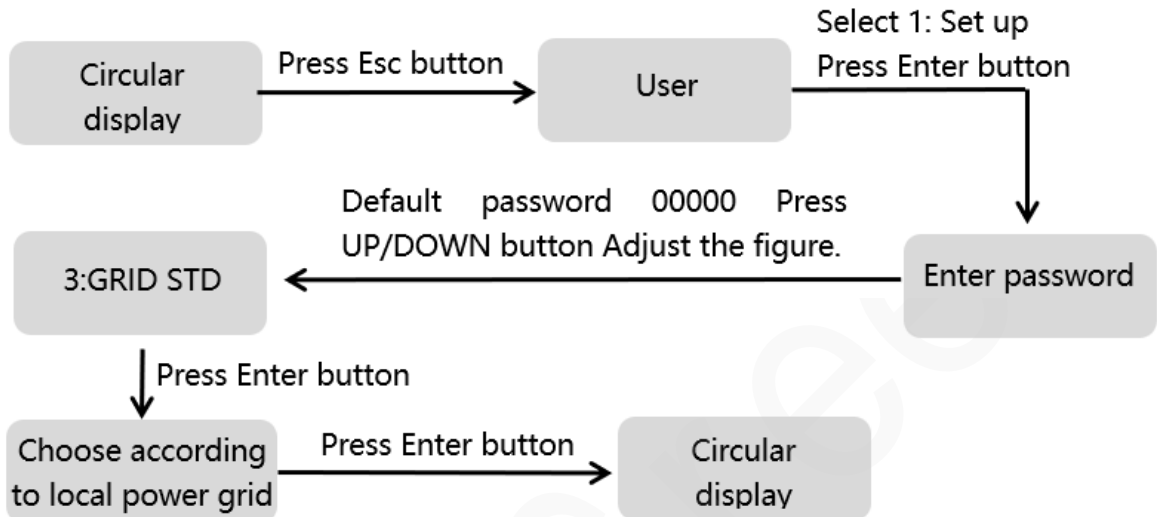 Circular
display
Press Esc button
User
Select 1: Set up
Press Enter button
Default password 00000 Press
UP/DOWN button Adjust the figure.
3:GRID STD
Enter password
Press Enter button
Choose according
to local power grid
Press Enter button
Circular
display